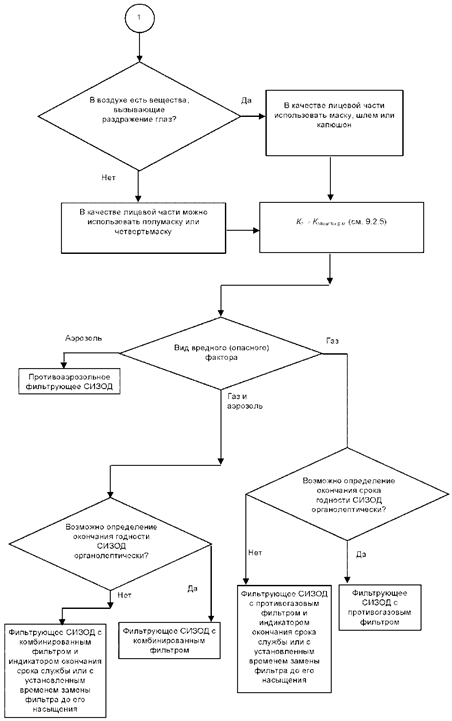 1
В воздухе есть вещества,
вызывающие
раздражение глаз?
Да
В качестве лицевой части
использовать маску, шлем или
капюшон
Нет
В качестве лицевой части можно
использовать полумаску или
четвертьмаску
(см. 9.2.5)
Аэрозоль
Вид вредного (опасного)
фактора
Газ
Противоаэрозольное
фильтрующее СИЗОД
Газ и
аэрозоль
Возможно определение
окончания срока
годности СИЗОД
органолептически?
Возможно определение
окончания годности
СИЗОД
органолептически?
Нет
Да
Нет
Да
Фильтрующее СИЗОД
с противогазовым
фильтром и
индикатором
окончания срока
службы или с
установленным
временем замены
фильтра до его
насыщения
Фильтрующее
СИЗОД с
противогазовым
фильтром
Фильтрующее СИЗОД с
комбинированным
фильтром и
индикатором окончания
срока службы или с
установленным
временем замены
фильтра до его
насыщения
Фильтрующее СИЗОД с
комбинированным
фильтром